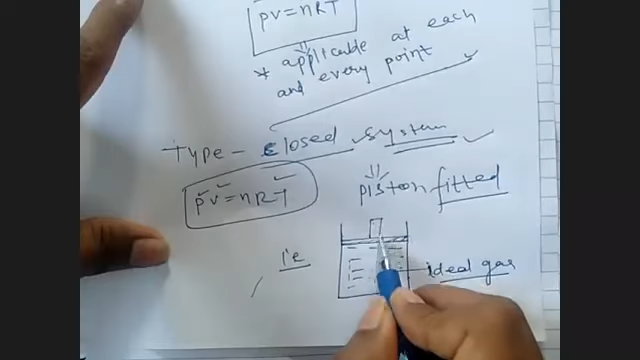 PV=nRT
* applicable at each
and every point
Type - closed system
PV=nRT
piston fitted
i.e
ideal gas